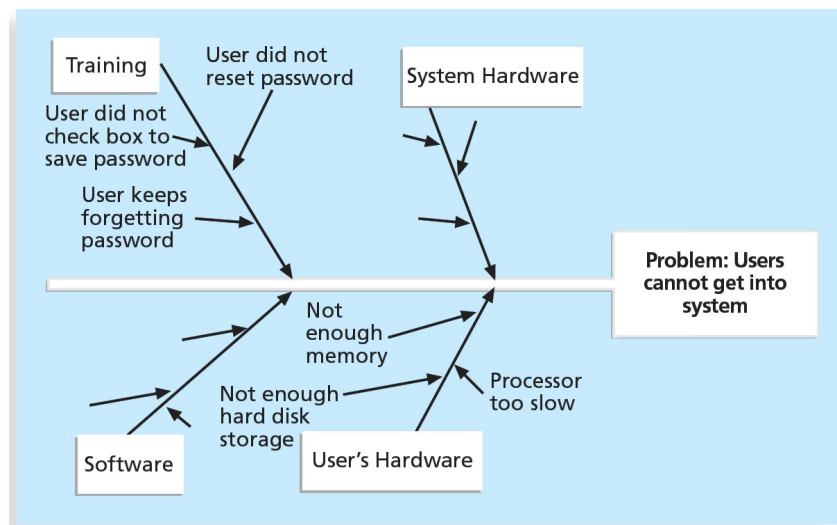 Training
User did not
reset password
System Hardware
User did not
check box to
save password
User keeps
forgetting
password
Problem: Users
cannot get into
system
Not
enough
memory
Not enough
hard disk
storage
Processor
too slow
Software
User’s Hardware